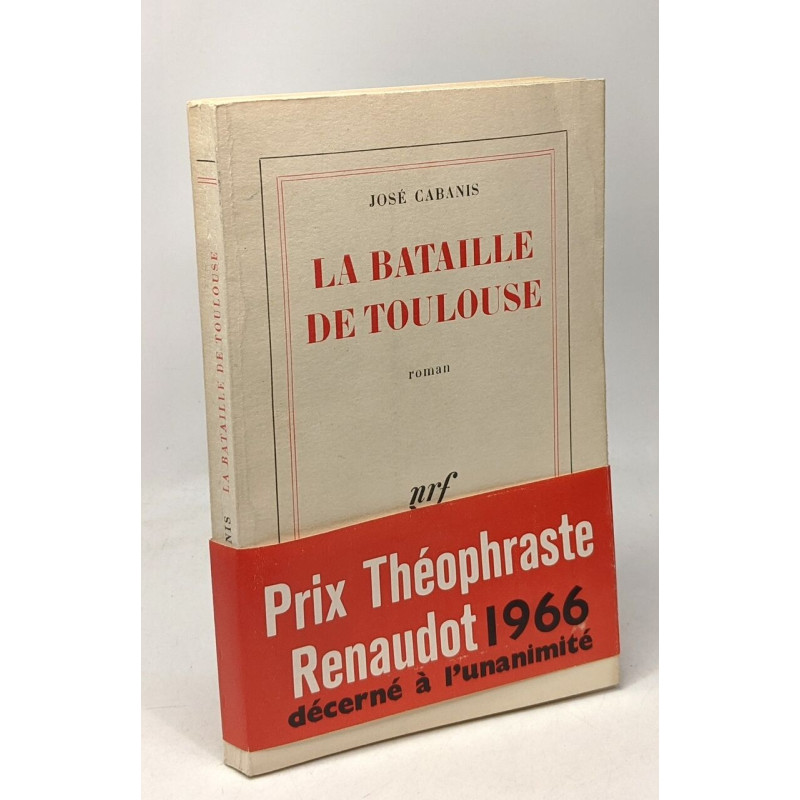 JOSÉ CABANIS
LA BATAILLE
DE TOULOUSE
roman
nrf
Prix Théophraste
Renaudot 1966
décerné à l'unanimité
LA BATAILLE DE TOULOUSE